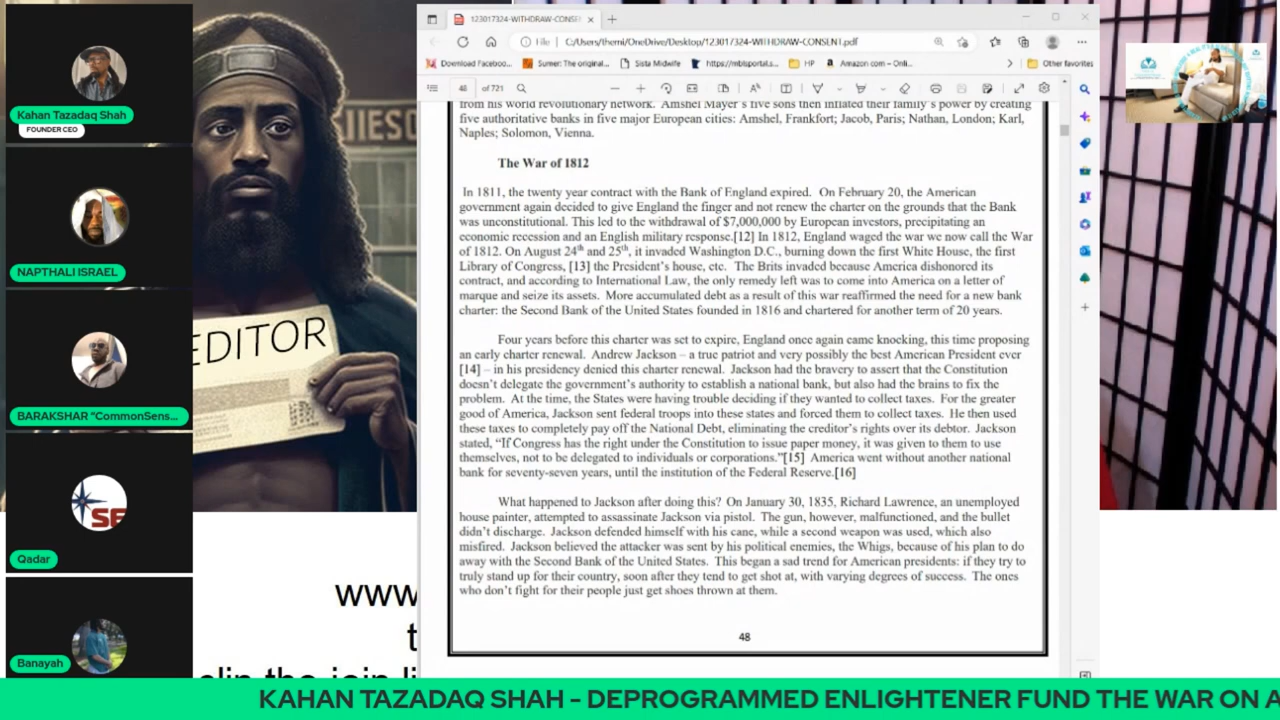 Kahan Tazadaq Shah
FOUNDER CEO
NAPTHALI ISRAEL
BARAKSHAR "CommonSens...
Qadar
Banayah
SE
EDITOR
123017324-WITHDRAW-CONSE
File
C:/Users/themi/OneDrive/Desktop/123017324-WITHDRAW-CONSENT.pdf
Download Faceboo...
Sumer: The original...
Sista Midwife
https://mbisportal.s...
HP
Amazon.com – Onli...
Other favorites
48 of 721
from his world revolutionary network. Amshel Mayer's five sons then inflated their family's power by creating
five authoritative banks in five major European cities: Amshel, Frankfort; Jacob, Paris; Nathan, London; Karl,
Naples; Solomon, Vienna.
The War of 1812
In 1811, the twenty year contract with the Bank of England expired. On February 20, the American
government again decided to give England the finger and not renew the charter on the grounds that the Bank
was unconstitutional. This led to the withdrawal of $7,000,000 by European investors, precipitating an
economic recession and an English military response.[12] In 1812, England waged the war we now call the War
of 1812. On August 24th and 25th, it invaded Washington D.C., burning down the first White House, the first
Library of Congress, [13] the President's house, etc. The Brits invaded because America dishonored its
contract, and according to International Law, the only remedy left was to come into America on a letter of
marque and seize its assets. More accumulated debt as a result of this war reaffirmed the need for a new bank
charter: the Second Bank of the United States founded in 1816 and chartered for another term of 20 years.
Four years before this charter was set to expire, England once again came knocking, this time proposing
an early charter renewal. Andrew Jackson – a true patriot and very possibly the best American President ever
[14] – in his presidency denied this charter renewal. Jackson had the bravery to assert that the Constitution
doesn't delegate the government's authority to establish a national bank, but also had the brains to fix the
problem. At the time, the States were having trouble deciding if they wanted to collect taxes. For the greater
good of America, Jackson sent federal troops into these states and forced them to collect taxes. He then used
these taxes to completely pay off the National Debt, eliminating the creditor's rights over its debtor. Jackson
stated, "If Congress has the right under the Constitution to issue paper money, it was given to them to use
themselves, not to be delegated to individuals or corporations."[15] America went without another national
bank for seventy-seven years, until the institution of the Federal Reserve.[16]
What happened to Jackson after doing this? On January 30, 1835, Richard Lawrence, an unemployed
house painter, attempted to assassinate Jackson via pistol. The gun, however, malfunctioned, and the bullet
didn't discharge. Jackson defended himself with his cane, while a second weapon was used, which also
misfired. Jackson believed the attacker was sent by his political enemies, the Whigs, because of his plan to do
away with the Second Bank of the United States. This began a sad trend for American presidents: if they try to
truly stand up for their country, soon after they tend to get shot at, with varying degrees of success. The ones
who don't fight for their people just get shoes thrown at them.
48
www
KAHAN TAZADAQ SHAH - DEPROGRAMMED ENLIGHTENER FUND THE WAR ON A